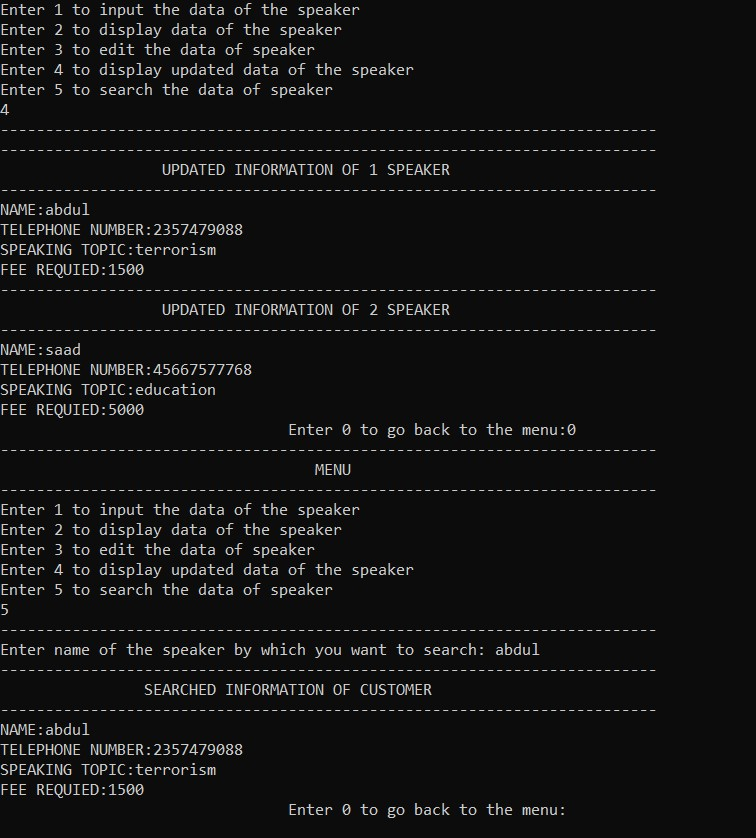 Enter 1 to input the data of the speaker
Enter 2 to display data of the speaker
Enter 3 to edit the data of speaker
Enter 4 to display updated data of the speaker
Enter 5 to search the data of speaker
4
-------------------------------------------------------------------------
-------------------------------------------------------------------------
UPDATED INFORMATION OF 1 SPEAKER
-------------------------------------------------------------------------
NAME:abdul
TELEPHONE NUMBER:2357479088
SPEAKING TOPIC:terrorism
FEE REQUIED:1500
-------------------------------------------------------------------------
UPDATED INFORMATION OF 2 SPEAKER
-------------------------------------------------------------------------
NAME:saad
TELEPHONE NUMBER:45667577768
SPEAKING TOPIC:education
FEE REQUIED:5000
Enter 0 to go back to the menu:0
-------------------------------------------------------------------------
MENU
-------------------------------------------------------------------------
Enter 1 to input the data of the speaker
Enter 2 to display data of the speaker
Enter 3 to edit the data of speaker
Enter 4 to display updated data of the speaker
Enter 5 to search the data of speaker
5
-------------------------------------------------------------------------
Enter name of the speaker by which you want to search: abdul
-------------------------------------------------------------------------
SEARCHED INFORMATION OF CUSTOMER
-------------------------------------------------------------------------
NAME:abdul
TELEPHONE NUMBER:2357479088
SPEAKING TOPIC:terrorism
FEE REQUIED:1500
Enter 0 to go back to the menu: